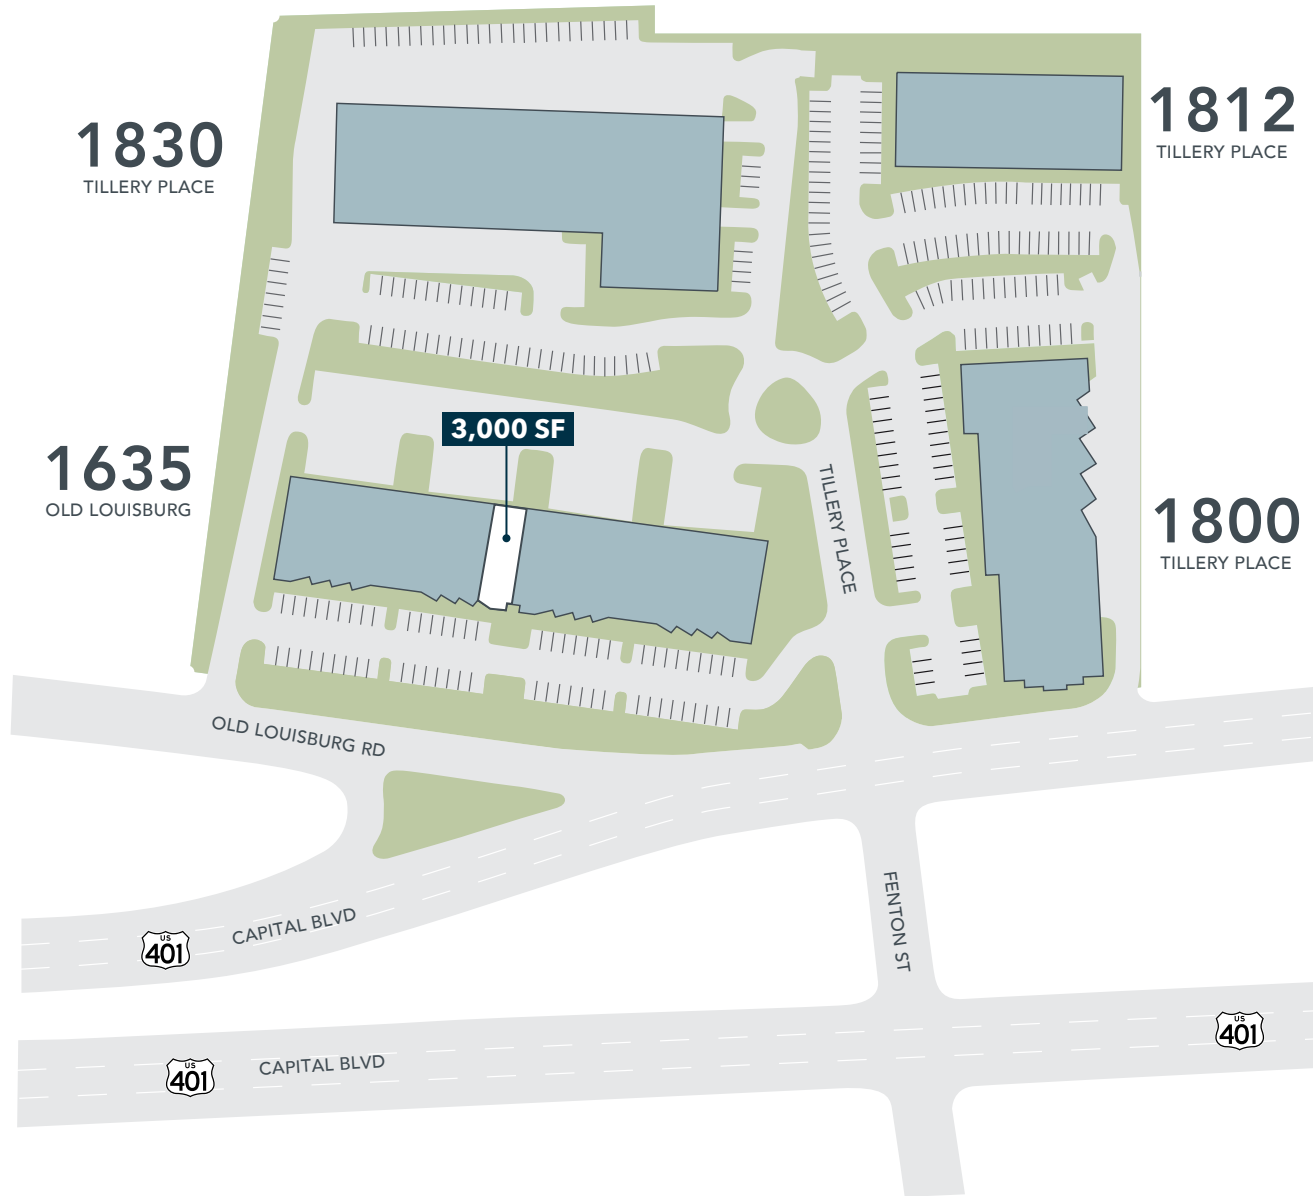 1830
TILLERY PLACE
1812
TILLERY PLACE
3,000 SF
1635
OLD LOUISBURG
TILLERY PLACE
1800
TILLERY PLACE
OLD LOUISBURG RD
CAPITAL BLVD
US
401
FENTON ST
CAPITAL BLVD
US
401
US
401